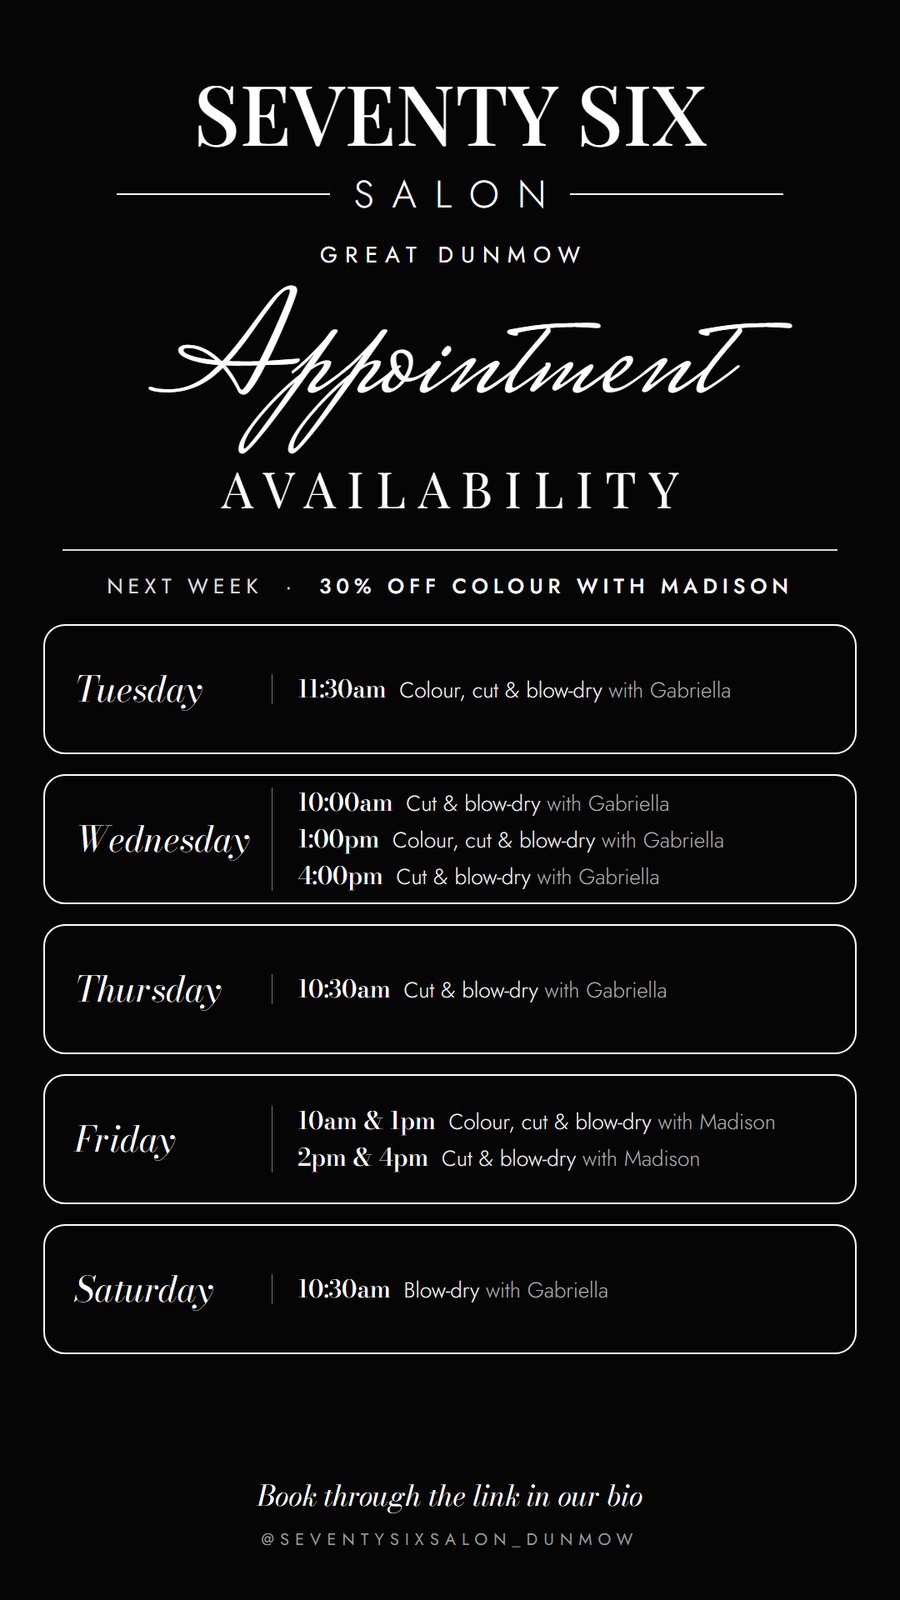 SEVENTY SIX
SALON
GREAT DUNMOW
Appointment
AVAILABILITY
NEXT WEEK · 30% OFF COLOUR WITH MADISON
Tuesday
11:30am Colour, cut & blow-dry with Gabriella
Wednesday
10:00am Cut & blow-dry with Gabriella
1:00pm Colour, cut & blow-dry with Gabriella
4:00pm Cut & blow-dry with Gabriella
Thursday
10:30am Cut & blow-dry with Gabriella
Friday
10am & 1pm Colour, cut & blow-dry with Madison
2pm & 4pm Cut & blow-dry with Madison
Saturday
10:30am Blow-dry with Gabriella
Book through the link in our bio
@SEVENTYSIXSALON_DUNMOW